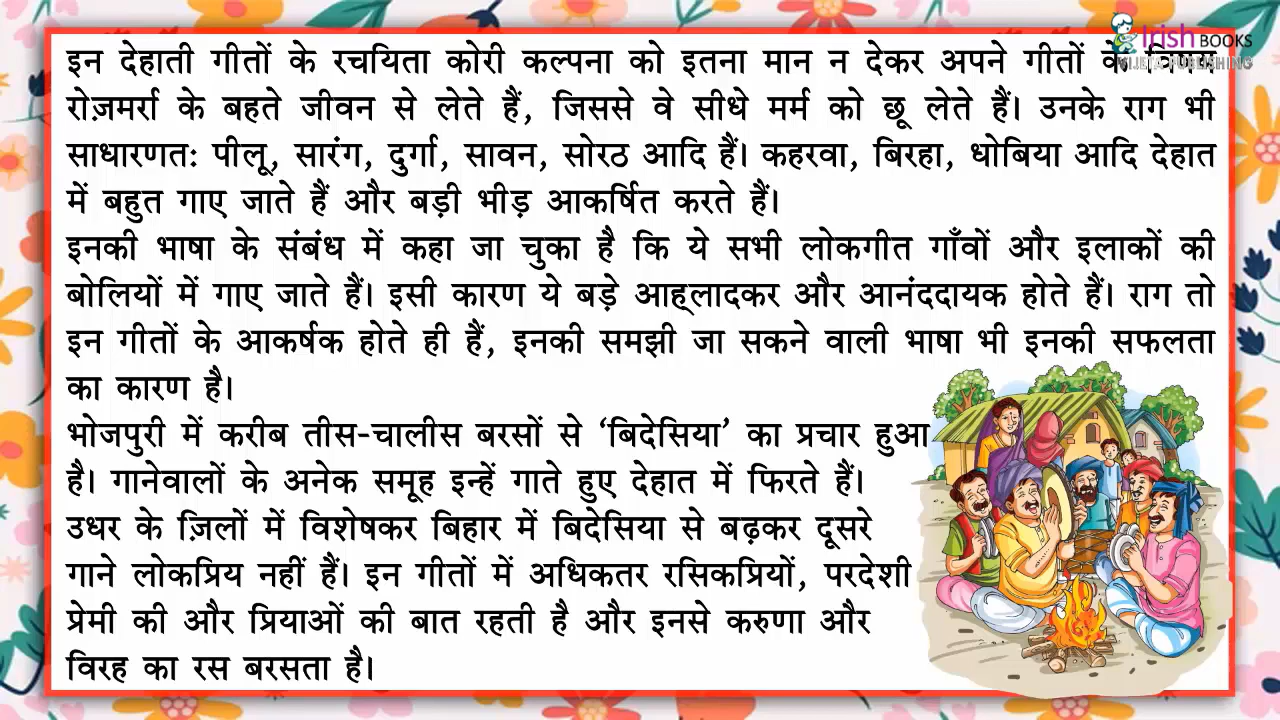 Irish BOOKS
इन देहाती गीतों के रचयिता कोरी कल्पना को इतना मान न देकर अपने गीतों के
रोज़मर्रा के बहते जीवन से लेते हैं, जिससे वे सीधे मर्म को छू लेते हैं। उनके राग भी
साधारणतः पीलू, सारंग, दुर्गा, सावन, सोरठ आदि हैं। कहरवा, बिरहा, धोबिया आदि देहात
में बहुत गाए जाते हैं और बड़ी भीड़ आकर्षित करते हैं।
इनकी भाषा के संबंध में कहा जा चुका है कि ये सभी लोकगीत गाँवों और इलाकों की
बोलियों में गाए जाते हैं। इसी कारण ये बड़े आह्लादकर और आनंददायक होते हैं। राग तो
इन गीतों के आकर्षक होते ही हैं, इनकी समझी जा सकने वाली भाषा भी इनकी सफलता
का कारण है।
भोजपुरी में करीब तीस-चालीस बरसों से ‘बिदेसिया’ का प्रचार हुआ
है। गानेवालों के अनेक समूह इन्हें गाते हुए देहात में फिरते हैं।
उधर के ज़िलों में विशेषकर बिहार में बिदेसिया से बढ़कर दूसरे
गाने लोकप्रिय नहीं हैं। इन गीतों में अधिकतर रसिकप्रियों, परदेशी
प्रेमी की और प्रियाओं की बात रहती है और इनसे करुणा और
विरह का रस बरसता है।